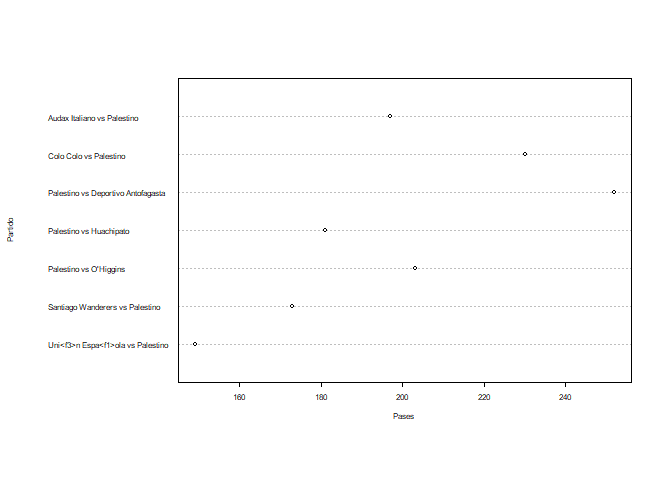 Audax Italiano vs Palestino
Colo Colo vs Palestino
Palestino vs Deportivo Antofagasta
Palestino vs Huachipato
Palestino vs O'Higgins
Santiago Wanderers vs Palestino
Uni<f3>n Espa<f1>ola vs Palestino
Partido
160 180 200 220 240
Pases